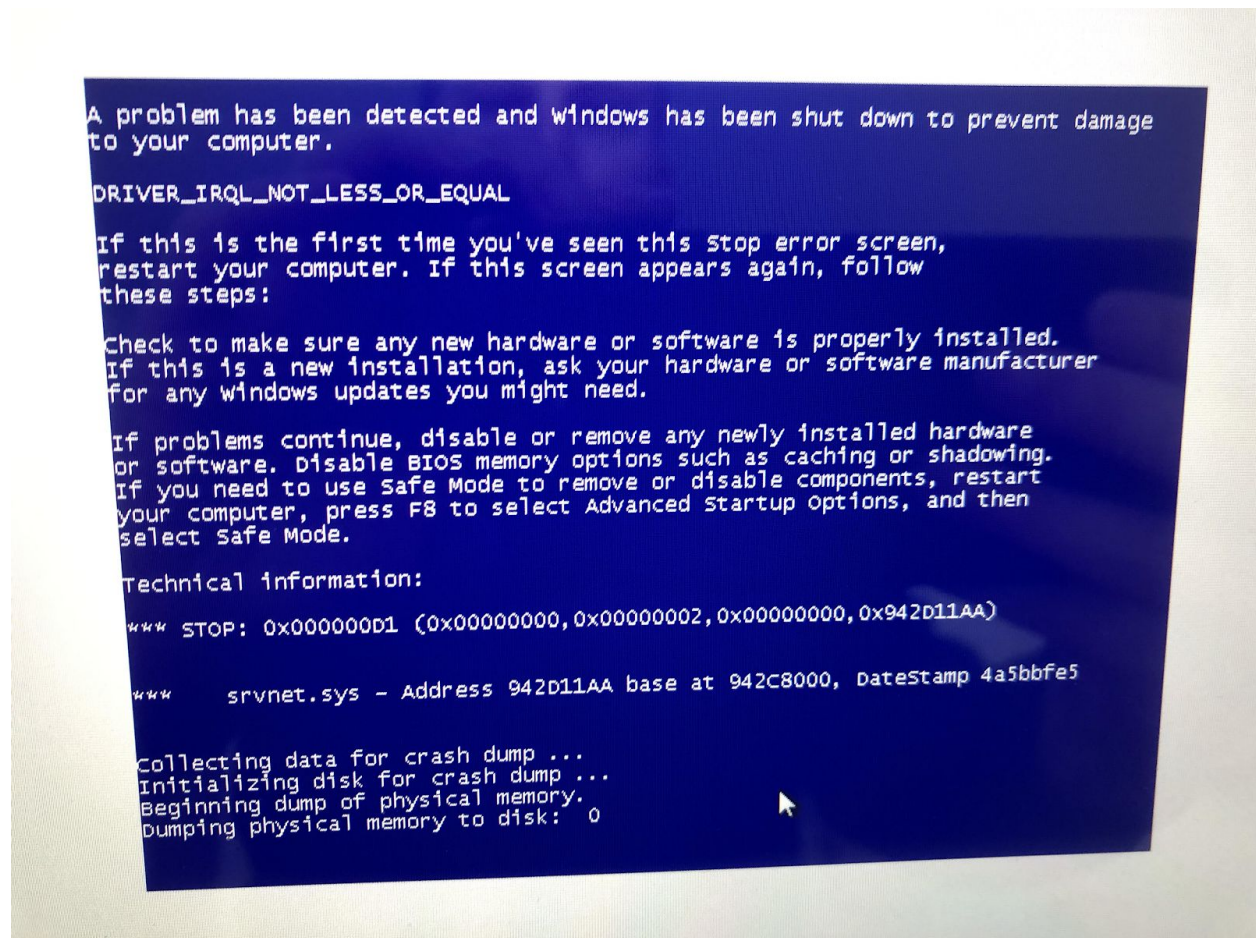 A problem has been detected and Windows has been shut down to prevent damage
to your computer.
DRIVER_IRQL_NOT_LESS_OR_EQUAL
If this is the first time you've seen this Stop error screen,
restart your computer. If this screen appears again, follow
these steps:
Check to make sure any new hardware or software is properly installed.
If this is a new installation, ask your hardware or software manufacturer
for any Windows updates you might need.
If problems continue, disable or remove any newly installed hardware
or software. Disable BIOS memory options such as caching or shadowing.
If you need to use Safe Mode to remove or disable components, restart
your computer, press F8 to select Advanced Startup Options, and then
select Safe Mode.
Technical information:
*** STOP: 0x000000D1 (0x00000000,0x00000002,0x00000000,0x942D11AA)
*** srvnet.sys - Address 942D11AA base at 942C8000, DateStamp 4a5bbfe5
Collecting data for crash dump ...
Initializing disk for crash dump ...
Beginning dump of physical memory.
Dumping physical memory to disk: 0